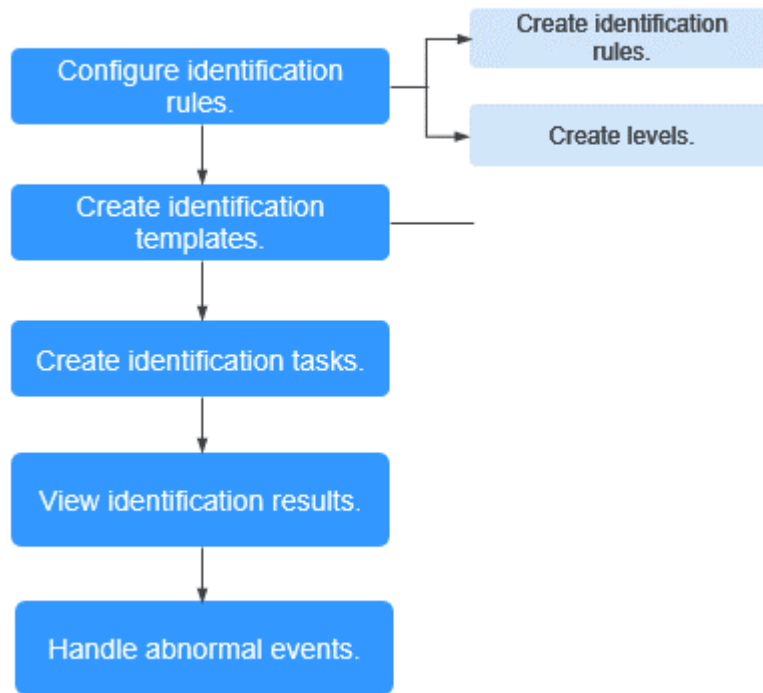 Create identification
rules.
Configure identification
rules.
Create levels.
Create identification
templates.
Create identification tasks.
View identification results.
Handle abnormal events.